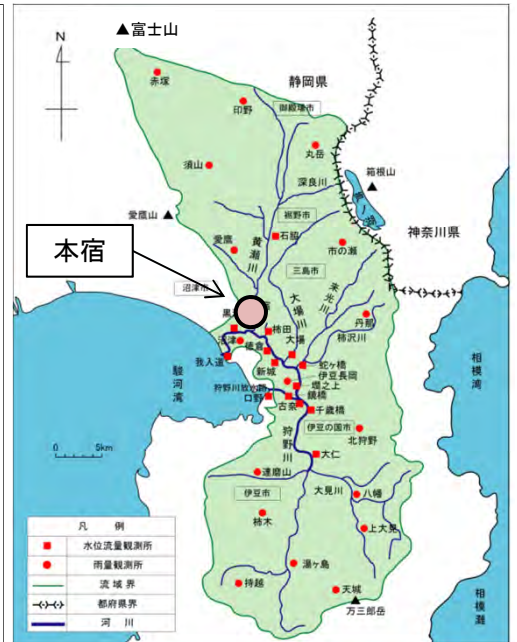 ▲富士山
N
静岡県
赤塚
印野
御殿場市
丸岳
須山
深良川
箱根山
芦ノ湖
裾野市
愛鷹山
石脇
神奈川県
黄瀬川
愛鷹
市の瀬
本宿
三島市
沼津市
大場川
来光川
丹那
柿田
大場
柿沢川
沼津
徳倉
蛇ヶ橋
駿河湾
我入道
新城
伊豆長岡
墹之上
狩野川放水路
口野
鏡橋
古奈
千歳橋
相模湾
狩野川
伊豆の国市
北狩野
0 5km
大仁
達磨山
大見川
八幡
伊豆市
柿木
上大見
凡 例
水位流量観測所
雨量観測所
湯ヶ島
流域界
持越
天城
都府県界
万三郎岳
河川
相模灘